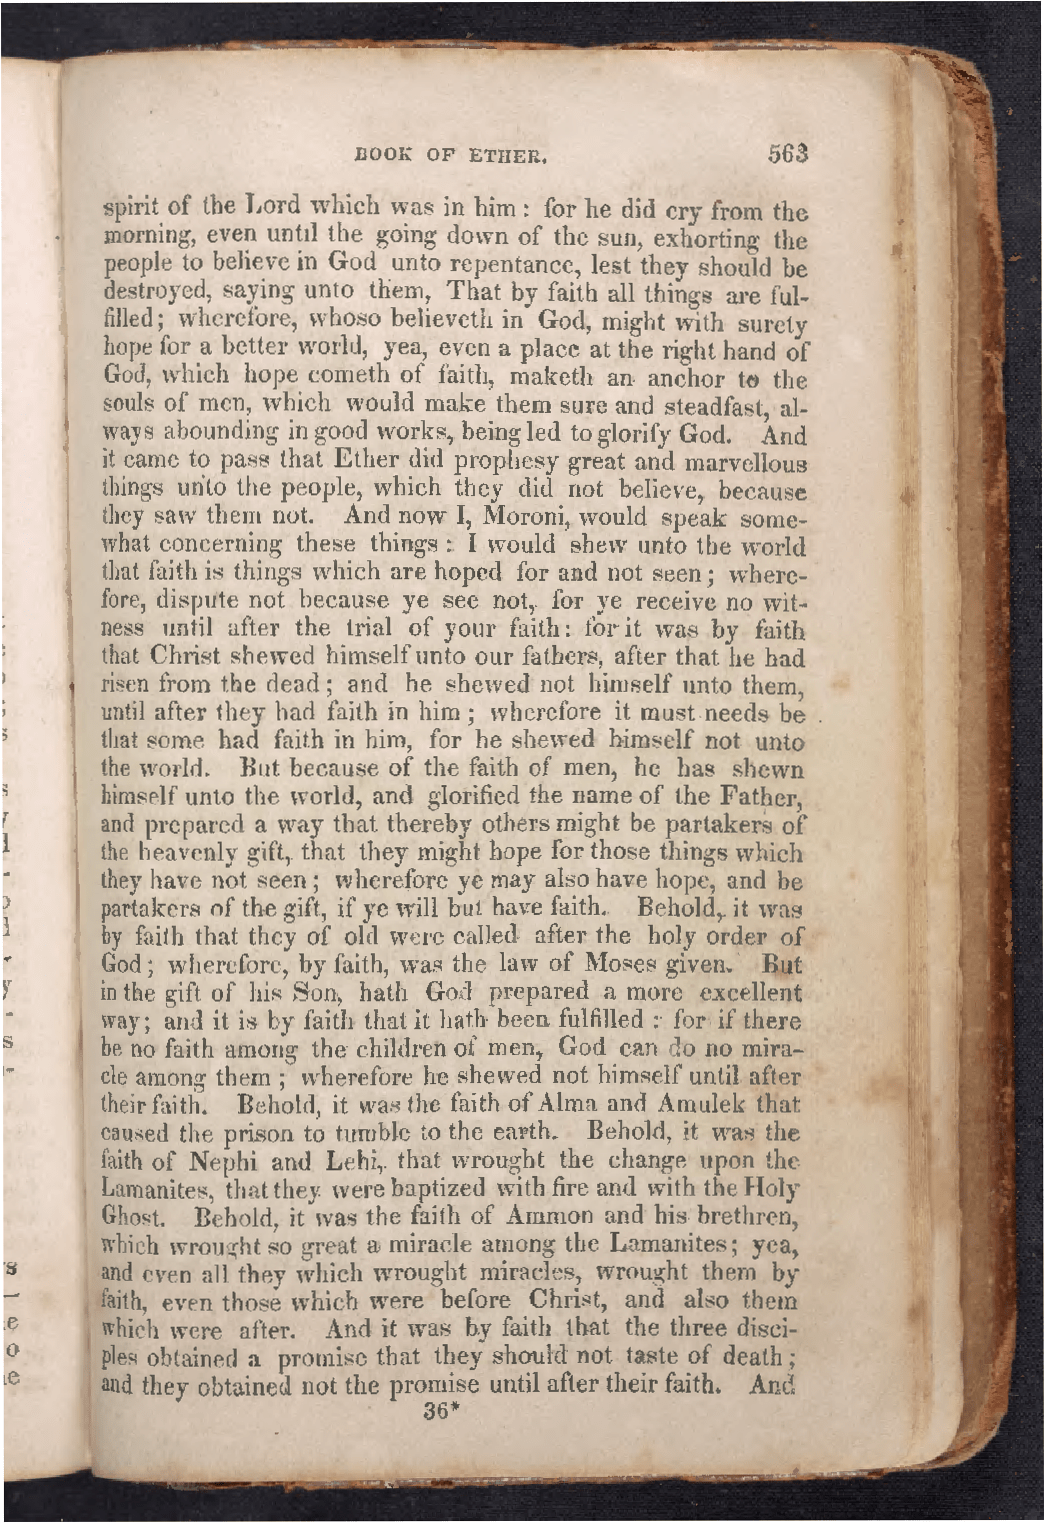 BOOK OF ETHER. 563
spirit of the Lord which was in him : for he did cry from the
morning, even until the going down of the sun, exhorting the
people to believe in God unto repentance, lest they should be
destroyed, saying unto them, That by faith all things are ful-
filled ; wherefore, whoso believeth in God, might with surety
hope for a better world, yea, even a place at the right hand of
God, which hope cometh of faith, maketh an anchor to the
souls of men, which would make them sure and steadfast, al-
ways abounding in good works, being led to glorify God. And
it came to pass that Ether did prophesy great and marvellous
things unto the people, which they did not believe, because
they saw them not. And now I, Moroni, would speak some-
what concerning these things : I would shew unto the world
that faith is things which are hoped for and not seen ; where-
fore, dispute not because ye see not, for ye receive no wit-
ness until after the trial of your faith : for it was by faith
that Christ shewed himself unto our fathers, after that he had
risen from the dead ; and he shewed not himself unto them,
until after they had faith in him ; wherefore it must needs be
that some had faith in him, for he shewed himself not unto
the world. But because of the faith of men, he has shewn
himself unto the world, and glorified the name of the Father,
and prepared a way that thereby others might be partakers of
the heavenly gift, that they might hope for those things which
they have not seen ; wherefore ye may also have hope, and be
partakers of the gift, if ye will but have faith. Behold, it was
by faith that they of old were called after the holy order of
God ; wherefore, by faith, was the law of Moses given. But
in the gift of his Son, hath God prepared a more excellent
way ; and it is by faith that it hath been fulfilled : for if there
be no faith among the children of men, God can do no mira-
cle among them ; wherefore he shewed not himself until after
their faith. Behold, it was the faith of Alma and Amulek that
caused the prison to tumble to the earth. Behold, it was the
faith of Nephi and Lehi, that wrought the change upon the
Lamanites, that they were baptized with fire and with the Holy
Ghost. Behold, it was the faith of Ammon and his brethren,
which wrought so great a miracle among the Lamanites ; yea,
and even all they which wrought miracles, wrought them by
faith, even those which were before Christ, and also them
which were after. And it was by faith that the three disci-
ples obtained a promise that they should not taste of death ;
and they obtained not the promise until after their faith. And
36*